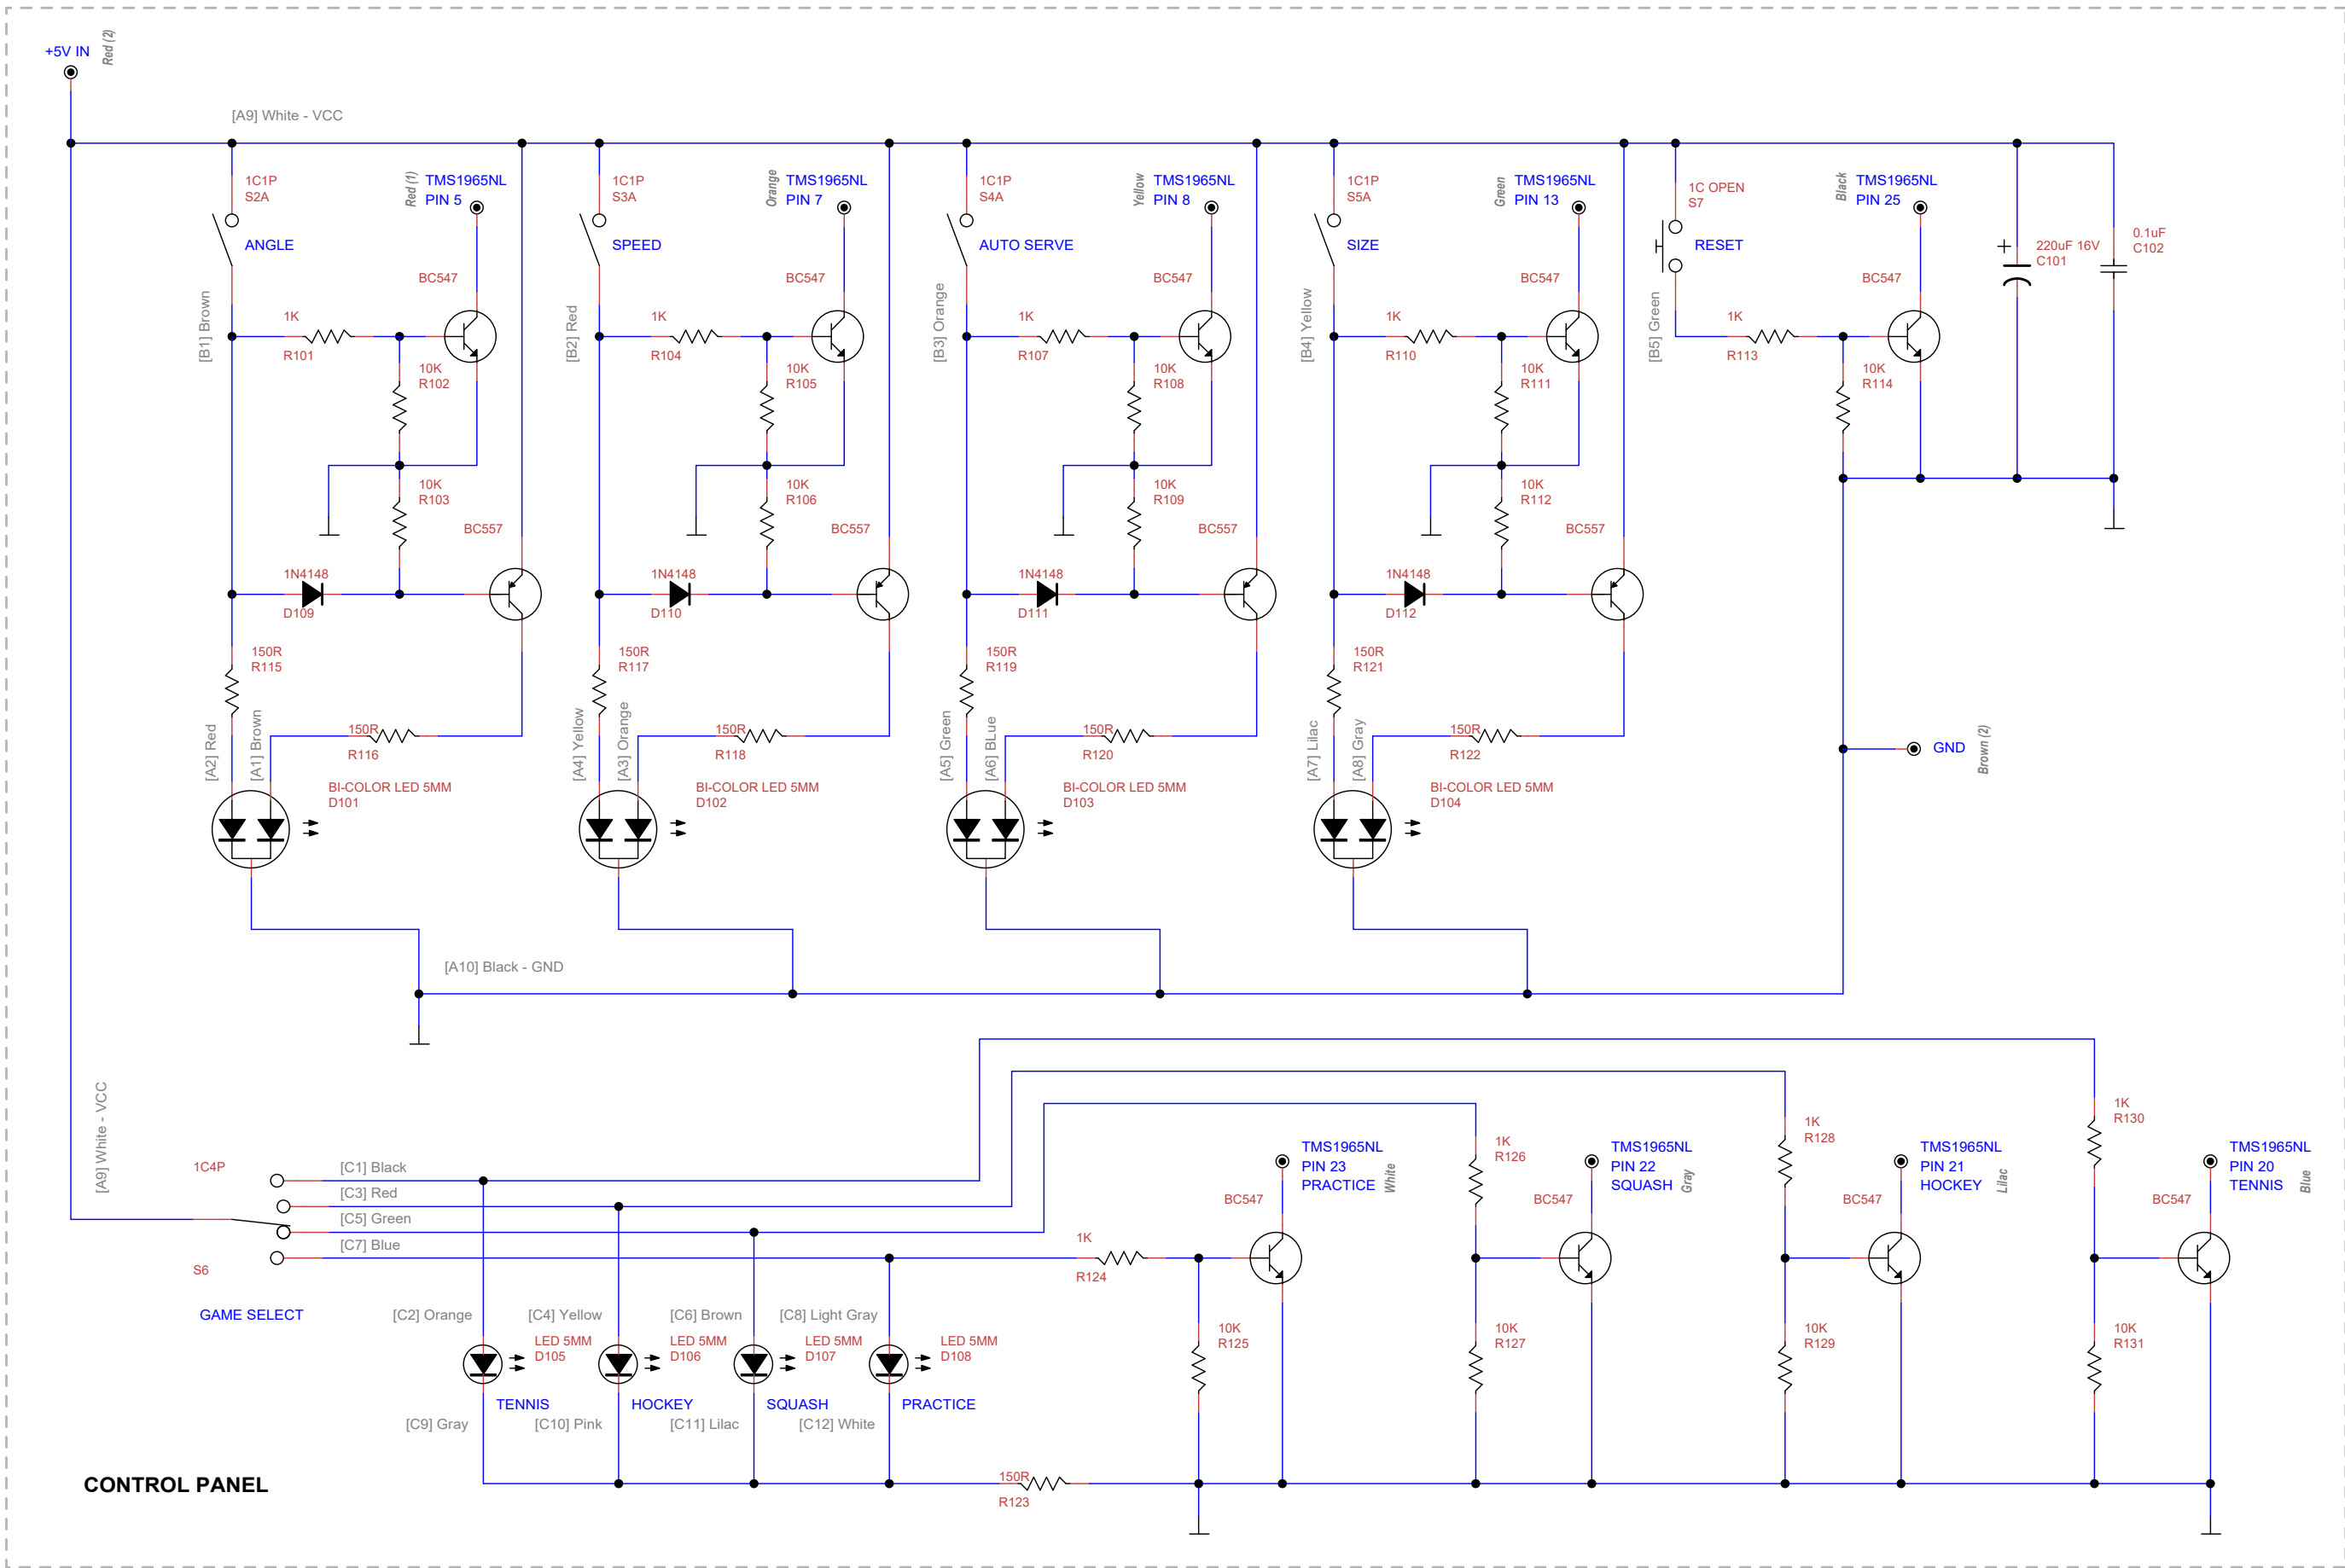 +5V IN
Red (2)
[A9] White - VCC
1C1P
S2A
ANGLE
[B1] Brown
Red (1)
TMS1965NL
PIN 5
BC547
1K
R101
10K
R102
10K
R103
BC557
1N4148
D109
150R
R115
[A2] Red
[A1] Brown
150R
R116
BI-COLOR LED 5MM
D101
1C1P
S3A
SPEED
[B2] Red
Orange
TMS1965NL
PIN 7
BC547
1K
R104
10K
R105
10K
R106
BC557
1N4148
D110
150R
R117
[A4] Yellow
[A3] Orange
150R
R118
BI-COLOR LED 5MM
D102
1C1P
S4A
AUTO SERVE
[B3] Orange
Yellow
TMS1965NL
PIN 8
BC547
1K
R107
10K
R108
10K
R109
BC557
1N4148
D111
150R
R119
[A5] Green
[A6] BLue
150R
R120
BI-COLOR LED 5MM
D103
1C1P
S5A
SIZE
[B4] Yellow
Green
TMS1965NL
PIN 13
BC547
1K
R110
10K
R111
10K
R112
BC557
1N4148
D112
150R
R121
[A7] Lilac
[A8] Gray
150R
R122
BI-COLOR LED 5MM
D104
1C OPEN
S7
RESET
[B5] Green
Black
TMS1965NL
PIN 25
BC547
1K
R113
10K
R114
220uF 16V
C101
0.1uF
C102
GND
Brown (2)
[A10] Black - GND
[A9] White - VCC
1C4P
S6
GAME SELECT
[C1] Black
[C3] Red
[C5] Green
[C7] Blue
[C2] Orange
[C4] Yellow
[C6] Brown
[C8] Light Gray
LED 5MM
D105
LED 5MM
D106
LED 5MM
D107
LED 5MM
D108
TENNIS
HOCKEY
SQUASH
PRACTICE
[C9] Gray
[C10] Pink
[C11] Lilac
[C12] White
150R
R123
1K
R124
10K
R125
TMS1965NL
PIN 23
PRACTICE
White
BC547
1K
R126
10K
R127
TMS1965NL
PIN 22
SQUASH
Gray
BC547
1K
R128
10K
R129
TMS1965NL
PIN 21
HOCKEY
Lilac
BC547
1K
R130
10K
R131
TMS1965NL
PIN 20
TENNIS
Blue
BC547
CONTROL PANEL